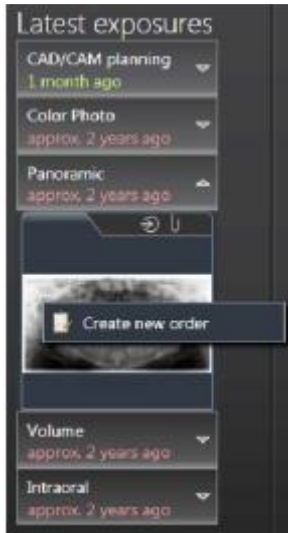 Latest exposures
CAD/CAM planning
1 month ago
Color Photo
approx. 2 years ago
Panoramic
approx. 2 years ago
Create new order
Volume
approx. 2 years ago
Intraoral
approx. 2 years ago